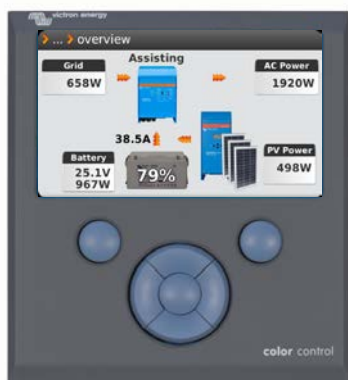 victron energy
> ... > overview
Assisting
Grid
658W
AC Power
1920W
38.5A
Battery
25.1V
967W
79%
PV Power
498W
color control